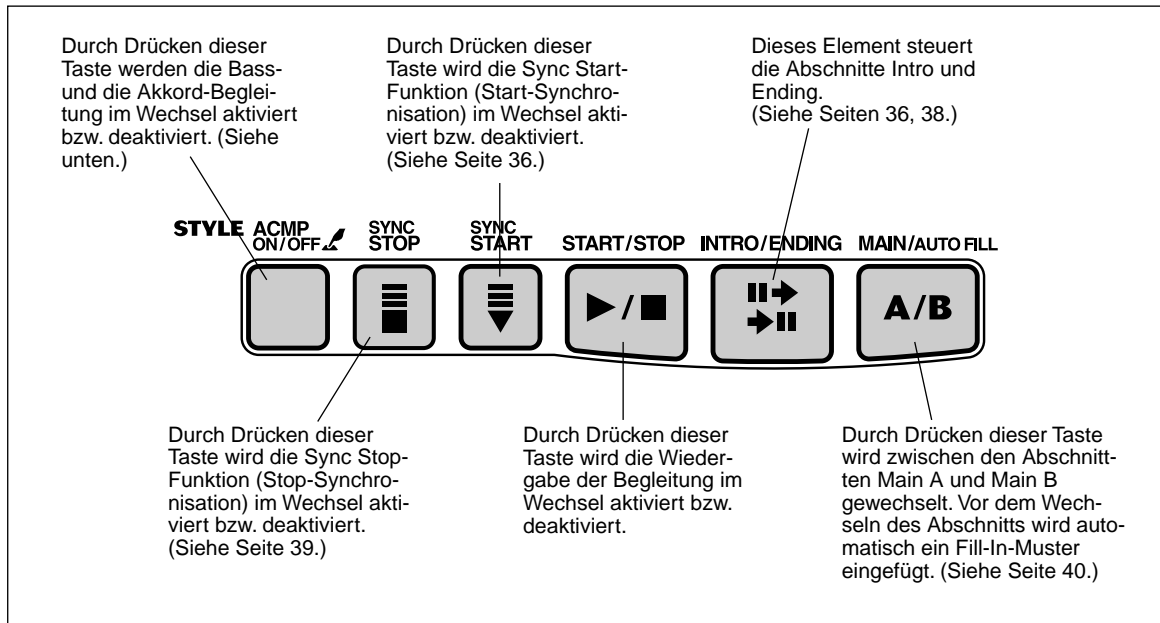 Durch Drücken dieser
Taste werden die Bass-
und die Akkord-Beglei-
tung im Wechsel aktiviert
bzw. deaktiviert. (Siehe
unten.)
Durch Drücken dieser
Taste wird die Sync Start-
Funktion (Start-Synchro-
nisation) im Wechsel akti-
viert bzw. deaktiviert.
(Siehe Seite 36.)
Dieses Element steuert
die Abschnitte Intro und
Ending.
(Siehe Seiten 36, 38.)
STYLE
ACMP
ON/OFF
SYNC
STOP
SYNC
START
START/STOP
INTRO/ENDING
MAIN/AUTO FILL
A/B
Durch Drücken dieser
Taste wird die Sync Stop-
Funktion (Stop-Synchro-
nisation) im Wechsel akti-
viert bzw. deaktiviert.
(Siehe Seite 39.)
Durch Drücken dieser
Taste wird die Wieder-
gabe der Begleitung im
Wechsel aktiviert bzw.
deaktiviert.
Durch Drücken dieser Taste
wird zwischen den Abschnit-
ten Main A und Main B
gewechselt. Vor dem Wech-
seln des Abschnitts wird auto-
matisch ein Fill-In-Muster
eingefügt. (Siehe Seite 40.)